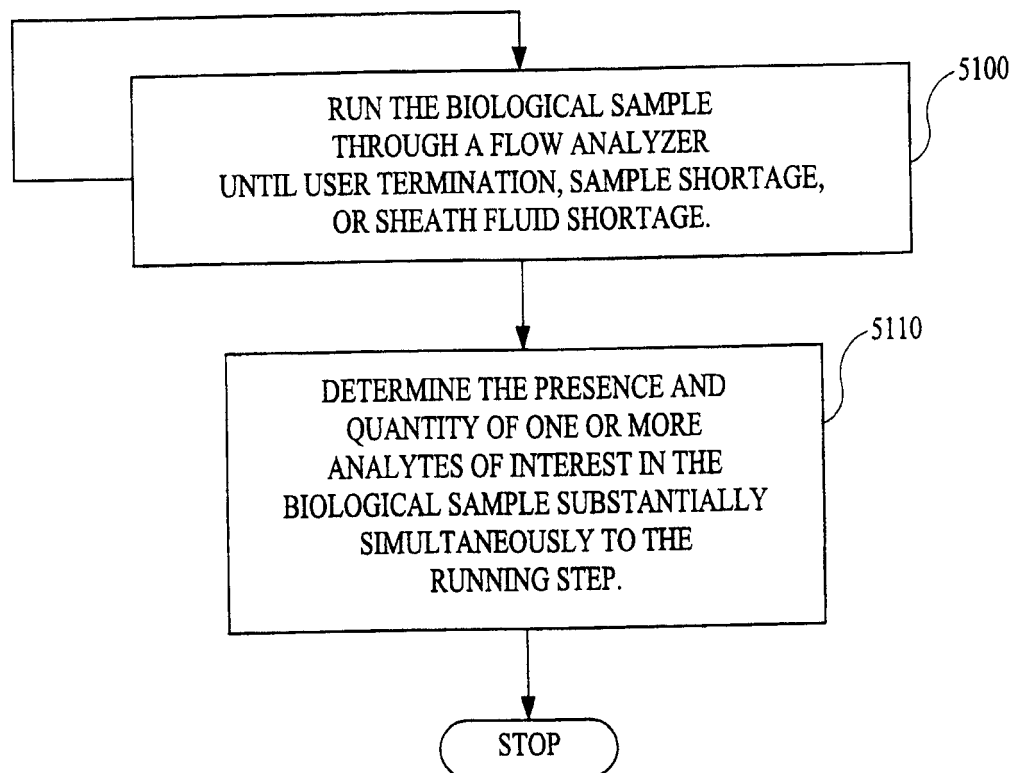 5100
RUN THE BIOLOGICAL SAMPLE
THROUGH A FLOW ANALYZER
UNTIL USER TERMINATION, SAMPLE SHORTAGE,
OR SHEATH FLUID SHORTAGE.
5110
DETERMINE THE PRESENCE AND
QUANTITY OF ONE OR MORE
ANALYTES OF INTEREST IN THE
BIOLOGICAL SAMPLE SUBSTANTIALLY
SIMULTANEOUSLY TO THE
RUNNING STEP.
STOP